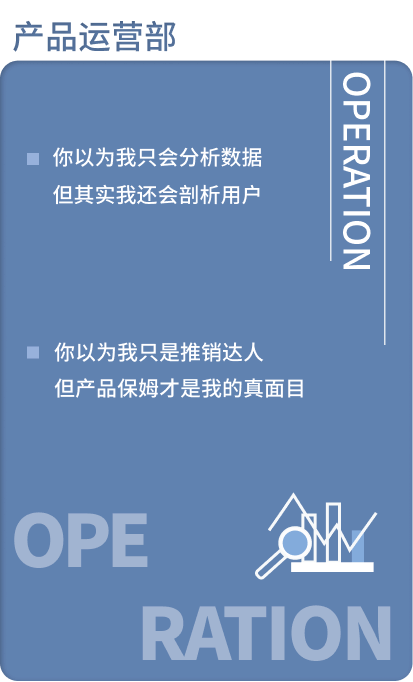 产品运营部
OPERATION
你以为我只会分析数据
但其实我还会剖析用户
你以为我只是推销达人
但产品保姆才是我的真面目
OPE
RATION